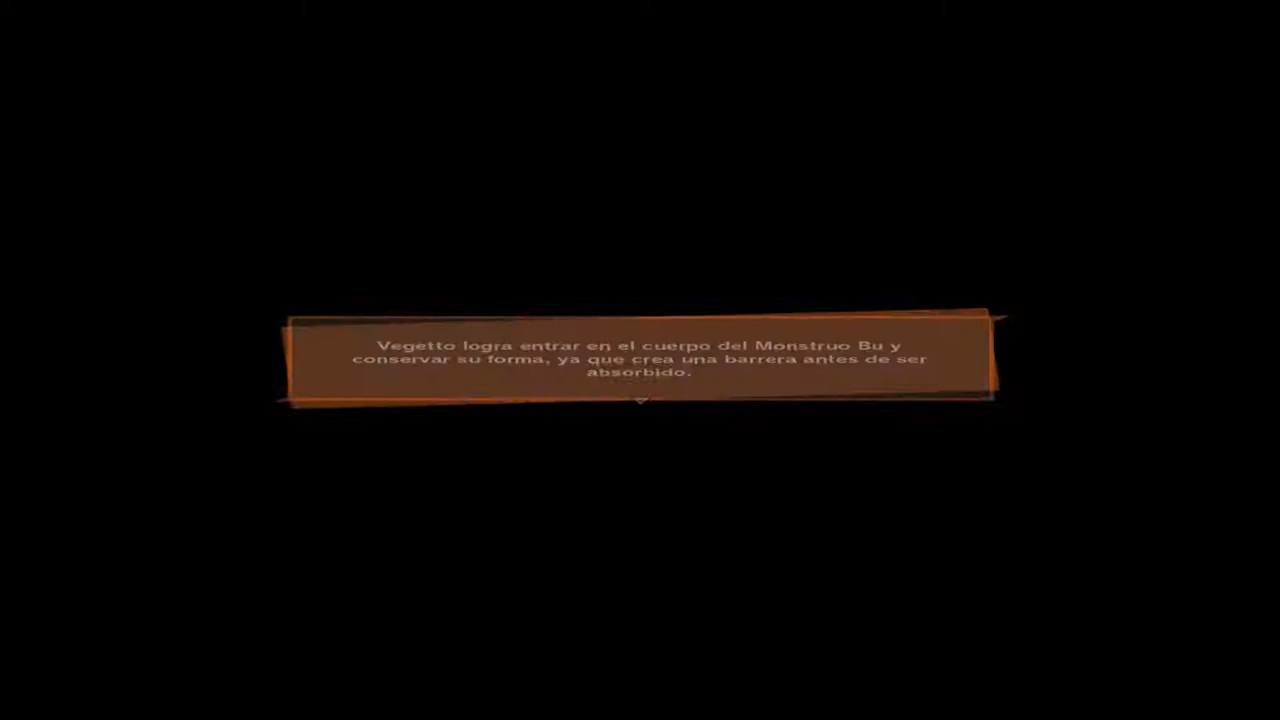 Vegetto logra entrar en el cuerpo del Monstruo Bu y
conservar su forma, ya que crea una barrera antes de ser
absorbido.